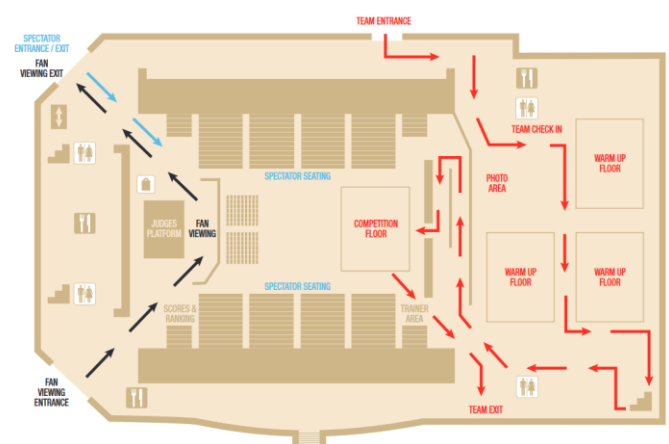 TEAM ENTRANCE
SPECTATOR
ENTRANCE / EXIT
FAN
VIEWING EXIT
TEAM CHECK IN
SPECTATOR SEATING
PHOTO
AREA
WARM UP
FLOOR
JUDGES
PLATFORM
FAN
VIEWING
COMPETITION
FLOOR
WARM UP
FLOOR
WARM UP
FLOOR
SPECTATOR SEATING
SCORES &
RANKING
TRAINER
AREA
FAN
VIEWING
ENTRANCE
TEAM EXIT